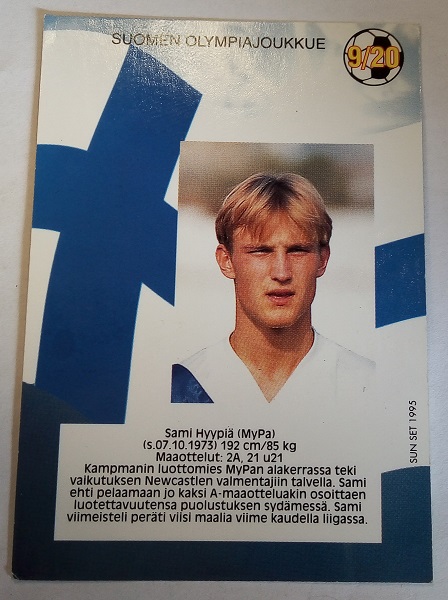 SUOMEN OLYMPIAJOUKKUE
9/20
Sami Hyypiä (MyPa)
(s.07.10.1973) 192 cm/85 kg
Maaottelut: 2A, 21 u21
Kampmanin luottomies MyPan alakerrassa teki
vaikutuksen Newcastlen valmentajiin talvella. Sami
ehti pelaamaan jo kaksi A-maaotteluakin osoittaen
luotettavuutensa puolustuksen sydämessä. Sami
viimeisteli peräti viisi maalia viime kaudella liigassa.
SUN SET 1995